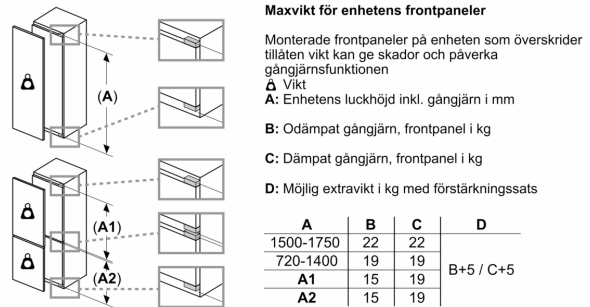 Maxvikt för enhetens frontpaneler
Monterade frontpaneler på enheten som överskrider
tillåten vikt kan ge skador och påverka
gångjärnsfunktionen
Vikt
A: Enhetens luckhöjd inkl. gångjärn i mm
B: Odämpat gångjärn, frontpanel i kg
C: Dämpat gångjärn, frontpanel i kg
D: Möjlig extravikt i kg med förstärkningssats
(A)
(A1)
(A2)
A B C D
1500-1750 22 22
720-1400 19 19
B+5 / C+5
A1 15 19
A2 15 19